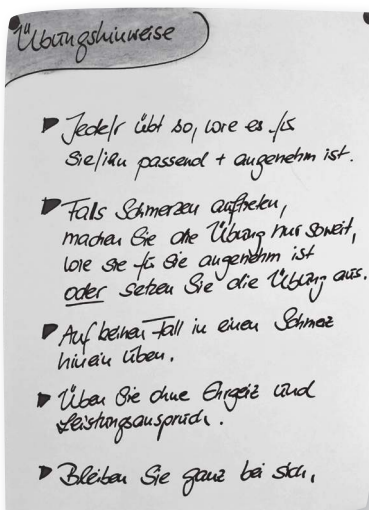 Übungshinweise
Jede/r übt so, wie es für
Sie/ihn passend + angenehm ist.
Falls Schmerzen auftreten,
machen Sie die Übung nur soweit,
wie sie für Sie angenehm ist
oder setzen Sie die Übung aus.
Auf keinen Fall in einen Schmerz
hinein üben.
Üben Sie ohne Ehrgeiz und
Leistungsanspruch.
Bleiben Sie ganz bei sich.